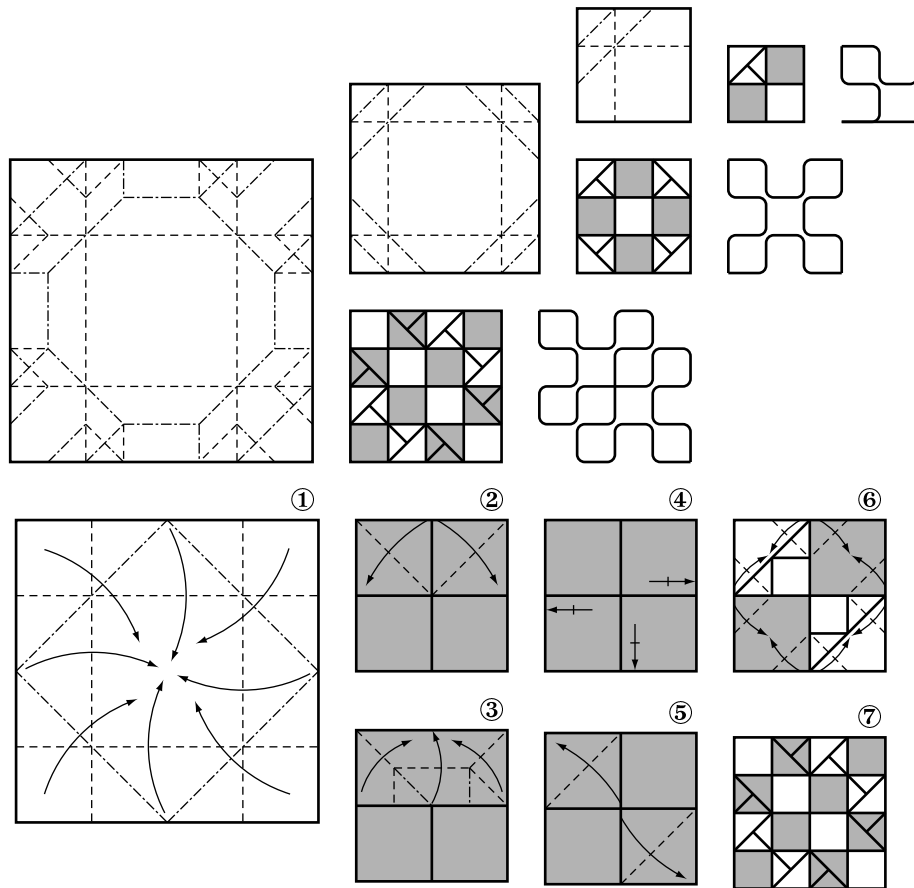 ① ② ④ ⑥
③ ⑤ ⑦